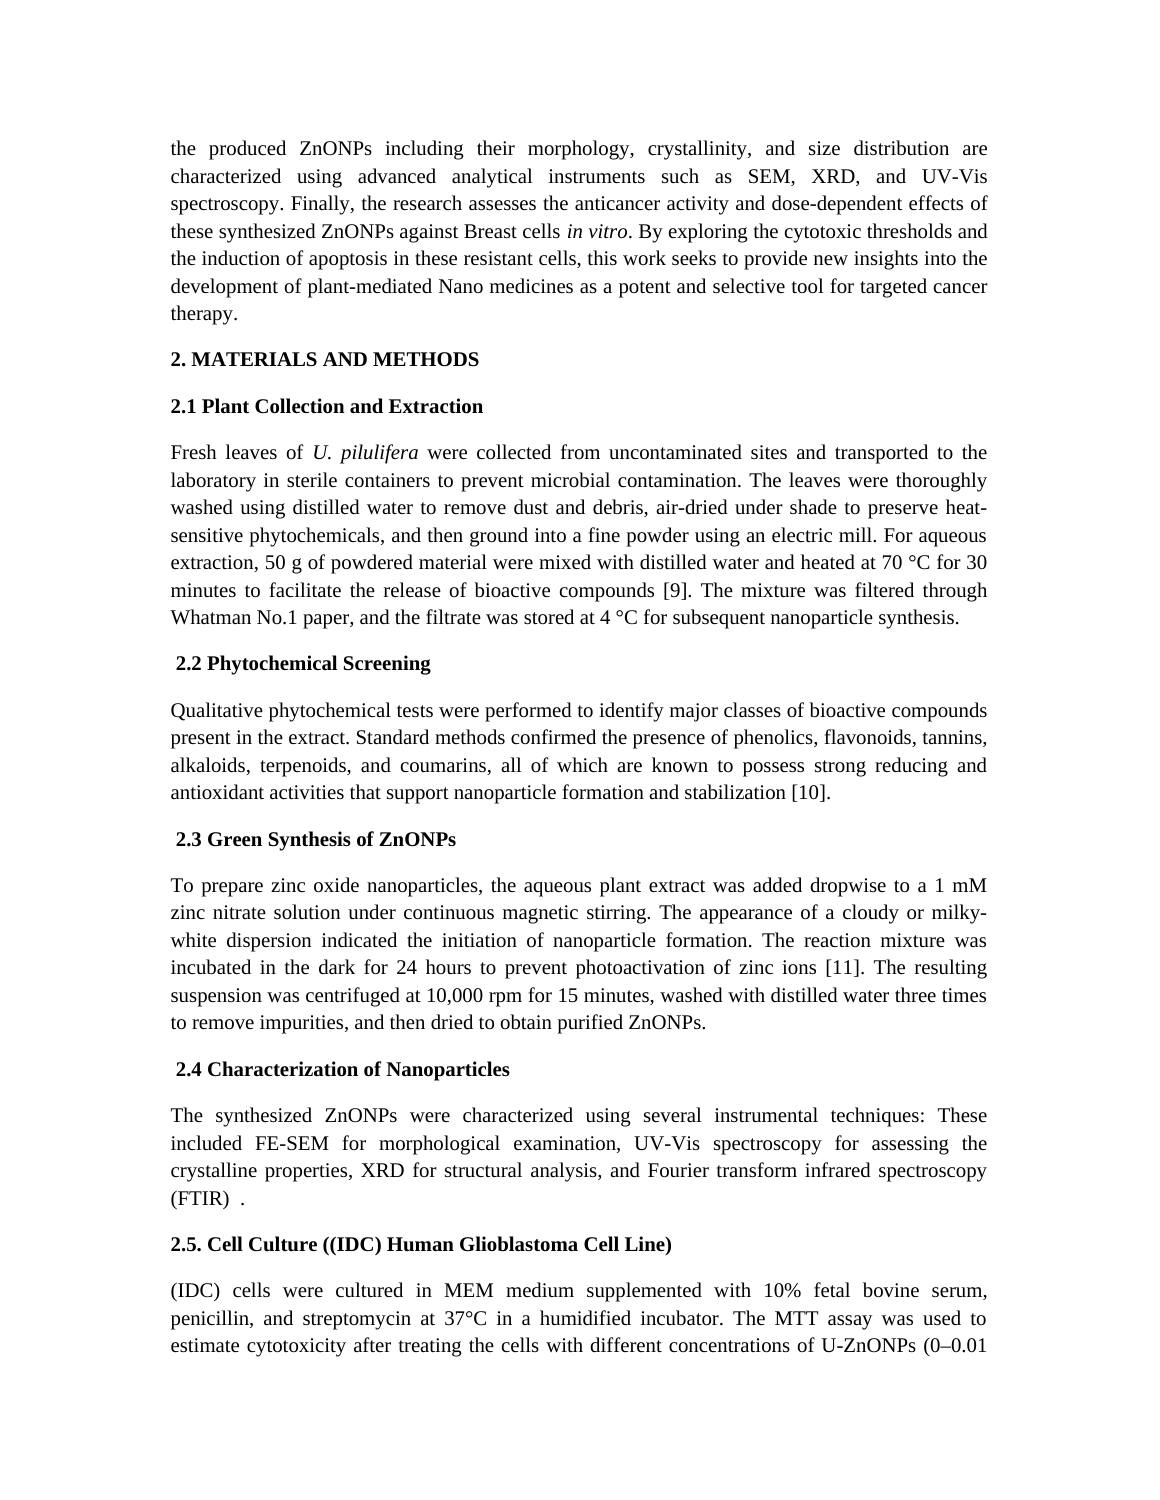 the produced ZnONPs including their morphology, crystallinity, and size distribution are
characterized using advanced analytical instruments such as SEM, XRD, and UV-Vis
spectroscopy. Finally, the research assesses the anticancer activity and dose-dependent effects of
these synthesized ZnONPs against Breast cells in vitro. By exploring the cytotoxic thresholds and
the induction of apoptosis in these resistant cells, this work seeks to provide new insights into the
development of plant-mediated Nano medicines as a potent and selective tool for targeted cancer
therapy.
2. MATERIALS AND METHODS
2.1 Plant Collection and Extraction
Fresh leaves of U. pilulifera were collected from uncontaminated sites and transported to the
laboratory in sterile containers to prevent microbial contamination. The leaves were thoroughly
washed using distilled water to remove dust and debris, air-dried under shade to preserve heat-
sensitive phytochemicals, and then ground into a fine powder using an electric mill. For aqueous
extraction, 50 g of powdered material were mixed with distilled water and heated at 70 °C for 30
minutes to facilitate the release of bioactive compounds [9]. The mixture was filtered through
Whatman No.1 paper, and the filtrate was stored at 4 °C for subsequent nanoparticle synthesis.
2.2 Phytochemical Screening
Qualitative phytochemical tests were performed to identify major classes of bioactive compounds
present in the extract. Standard methods confirmed the presence of phenolics, flavonoids, tannins,
alkaloids, terpenoids, and coumarins, all of which are known to possess strong reducing and
antioxidant activities that support nanoparticle formation and stabilization [10].
2.3 Green Synthesis of ZnONPs
To prepare zinc oxide nanoparticles, the aqueous plant extract was added dropwise to a 1 mM
zinc nitrate solution under continuous magnetic stirring. The appearance of a cloudy or milky-
white dispersion indicated the initiation of nanoparticle formation. The reaction mixture was
incubated in the dark for 24 hours to prevent photoactivation of zinc ions [11]. The resulting
suspension was centrifuged at 10,000 rpm for 15 minutes, washed with distilled water three times
to remove impurities, and then dried to obtain purified ZnONPs.
2.4 Characterization of Nanoparticles
The synthesized ZnONPs were characterized using several instrumental techniques: These
included FE-SEM for morphological examination, UV-Vis spectroscopy for assessing the
crystalline properties, XRD for structural analysis, and Fourier transform infrared spectroscopy
(FTIR) .
2.5. Cell Culture ((IDC) Human Glioblastoma Cell Line)
(IDC) cells were cultured in MEM medium supplemented with 10% fetal bovine serum,
penicillin, and streptomycin at 37°C in a humidified incubator. The MTT assay was used to
estimate cytotoxicity after treating the cells with different concentrations of U-ZnONPs (0–0.01